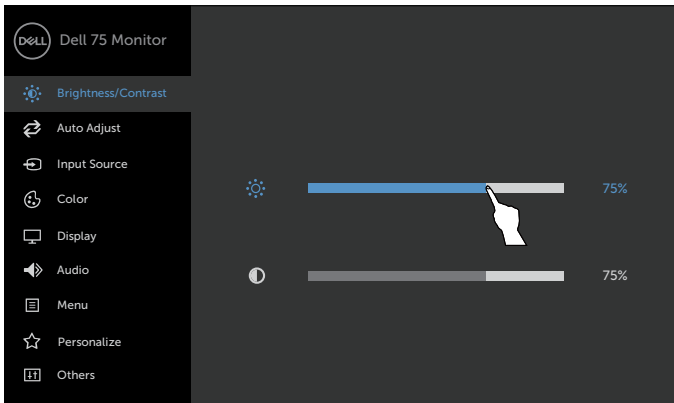 DELL Dell 75 Monitor
Brightness/Contrast
Auto Adjust
Input Source
75%
Color
Display
Audio
75%
Menu
Personalize
Others